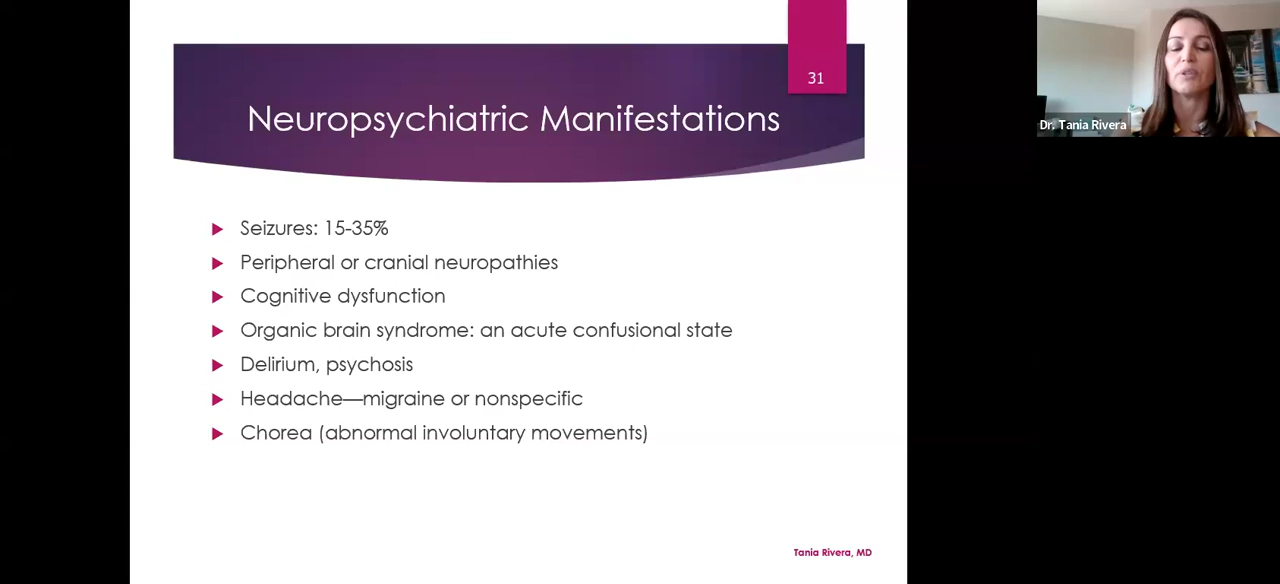 31
Neuropsychiatric Manifestations
Seizures: 15-35%
Peripheral or cranial neuropathies
Cognitive dysfunction
Organic brain syndrome: an acute confusional state
Delirium, psychosis
Headache—migraine or nonspecific
Chorea (abnormal involuntary movements)
Tania Rivera, MD
Dr. Tania Rivera